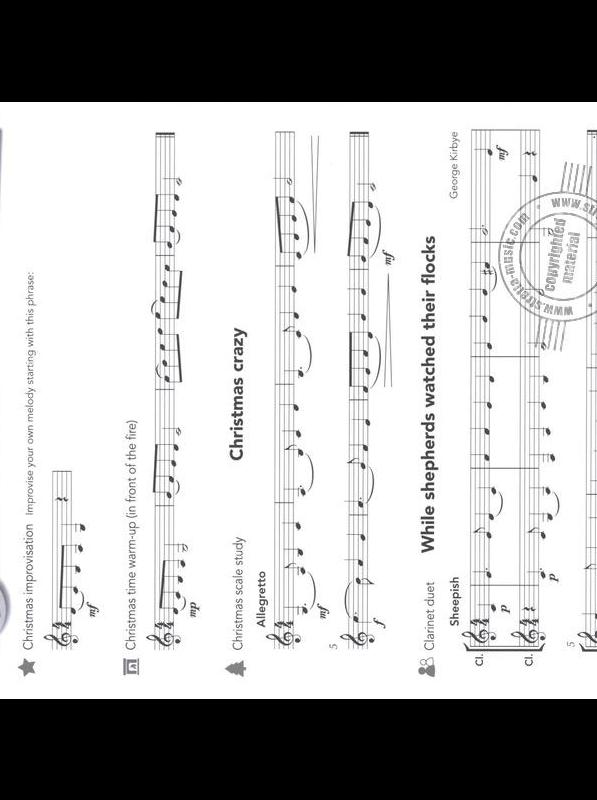 Christmas improvisation Improvise your own melody starting with this phrase:
mf
Christmas time warm-up (in front of the fire)
mp
Christmas scale study
Christmas crazy
Allegretto
mf
5
f
mf
Clarinet duet
While shepherds watched their flocks
George Kirbye
Sheepish
Cl.
p
mf
Cl.
p
5
www.stretta-music.com
copyrighted
material